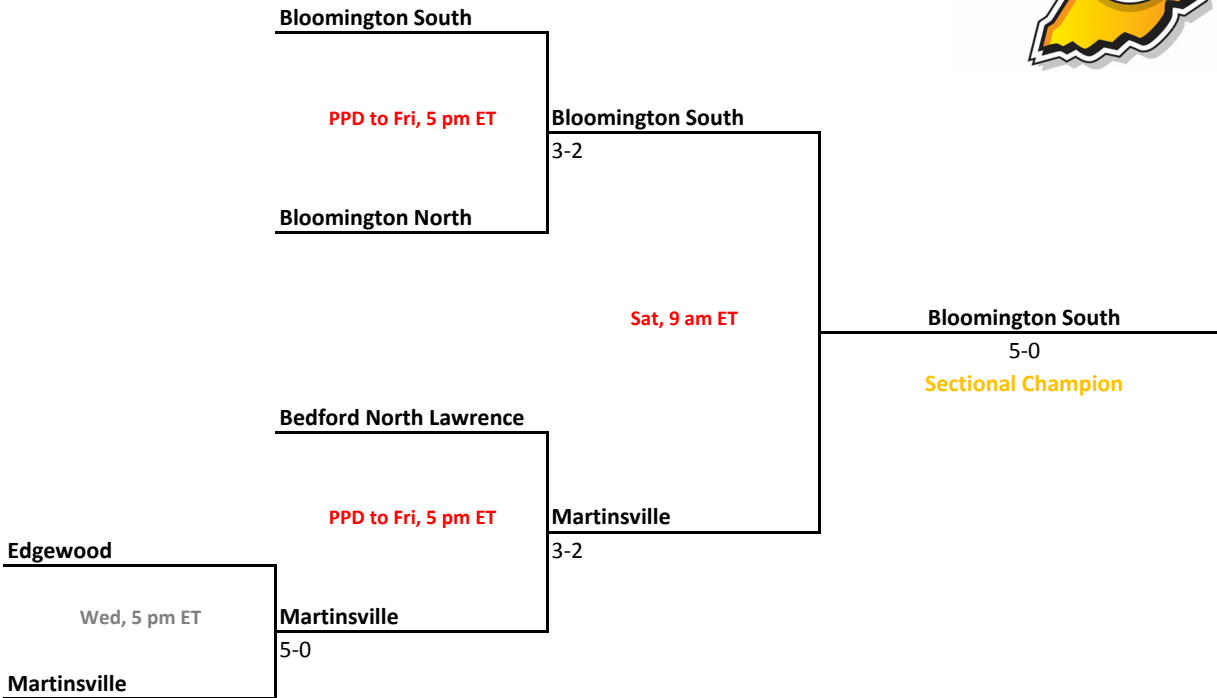 Bloomington South
PPD to Fri, 5 pm ET
Bloomington South
3-2
Bloomington North
Sat, 9 am ET
Bloomington South
5-0
Sectional Champion
Bedford North Lawrence
PPD to Fri, 5 pm ET
Martinsville
3-2
Edgewood
Wed, 5 pm ET
Martinsville
5-0
Martinsville